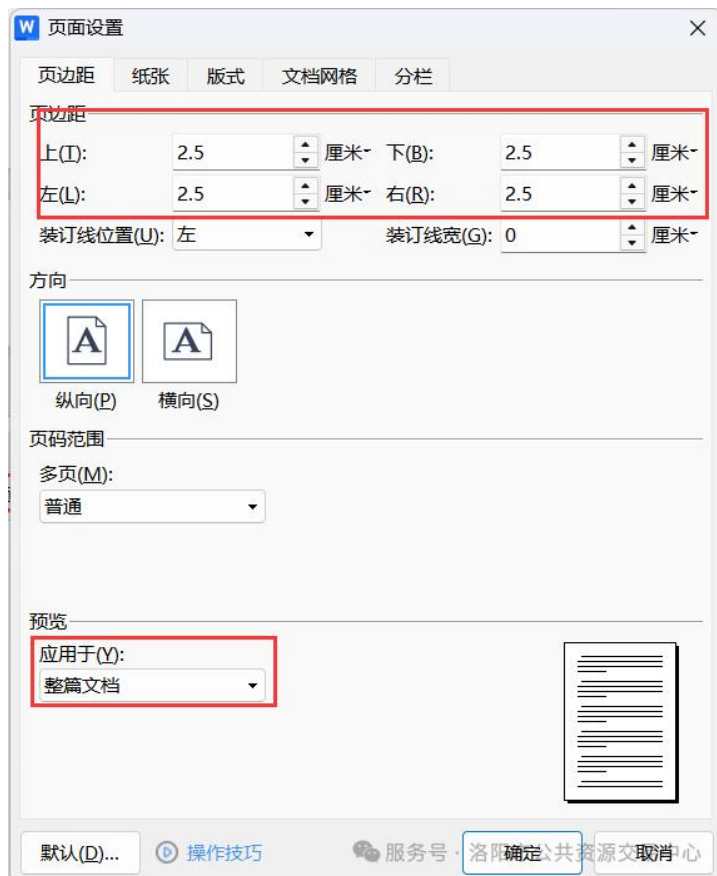 W 页面设置
页边距 纸张 版式 文档网格 分栏
页边距
上(T): 2.5 厘米 下(B): 2.5 厘米
左(L): 2.5 厘米 右(R): 2.5 厘米
装订线位置(U): 左 装订线宽(G): 0 厘米
方向
A A
纵向(P) 横向(S)
页码范围
多页(M):
普通
预览
应用于(Y):
整篇文档
默认(D)... 操作技巧 确定 取消
服务号 · 洛阳市公共资源交易中心